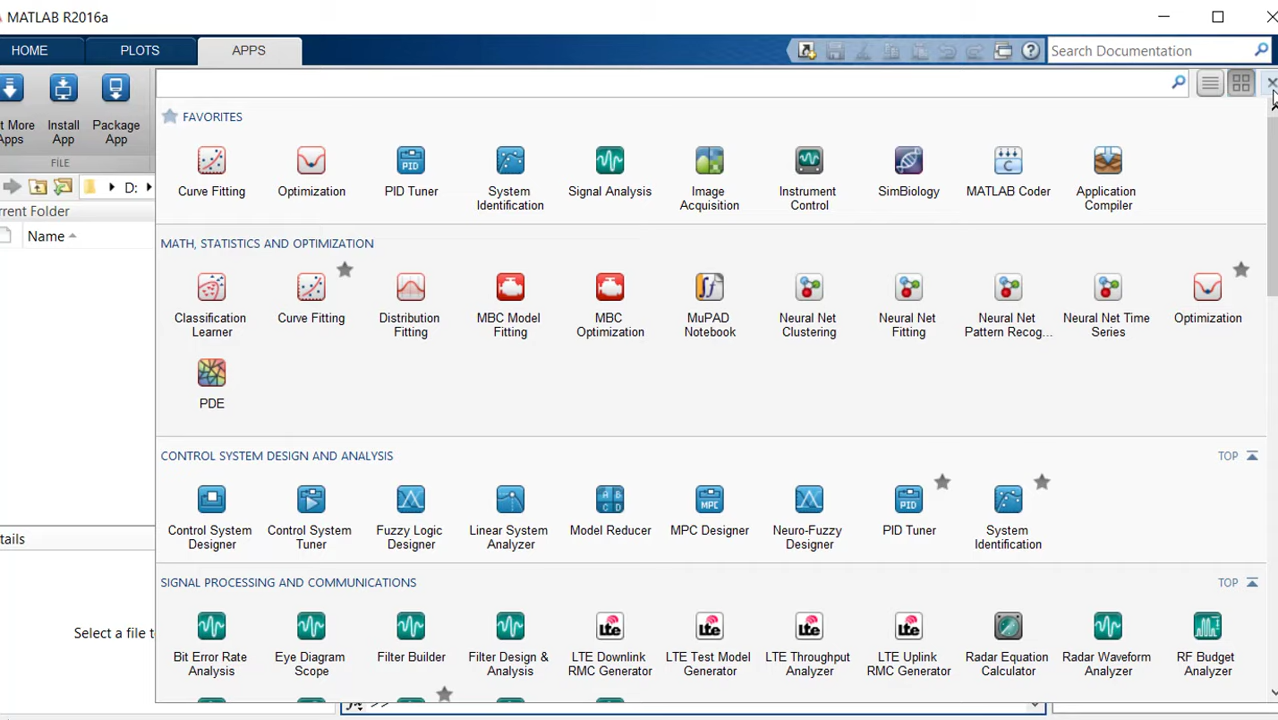 MATLAB R2016a
HOME PLOTS APPS
Search Documentation
t More Apps
Install App
Package App
FILE
D:
rrent Folder
Name
FAVORITES
Curve Fitting
Optimization
PID Tuner
System Identification
Signal Analysis
Image Acquisition
Instrument Control
SimBiology
MATLAB Coder
Application Compiler
MATH, STATISTICS AND OPTIMIZATION
Classification Learner
Curve Fitting
Distribution Fitting
MBC Model Fitting
MBC Optimization
MuPAD Notebook
Neural Net Clustering
Neural Net Fitting
Neural Net Pattern Recog...
Neural Net Time Series
Optimization
PDE
CONTROL SYSTEM DESIGN AND ANALYSIS TOP
Control System Designer
Control System Tuner
Fuzzy Logic Designer
Linear System Analyzer
Model Reducer
MPC Designer
Neuro-Fuzzy Designer
PID Tuner
System Identification
SIGNAL PROCESSING AND COMMUNICATIONS TOP
Bit Error Rate Analysis
Eye Diagram Scope
Filter Builder
Filter Design & Analysis
LTE Downlink RMC Generator
LTE Test Model Generator
LTE Throughput Analyzer
LTE Uplink RMC Generator
Radar Equation Calculator
Radar Waveform Analyzer
RF Budget Analyzer
tails
Select a file t
fx >>